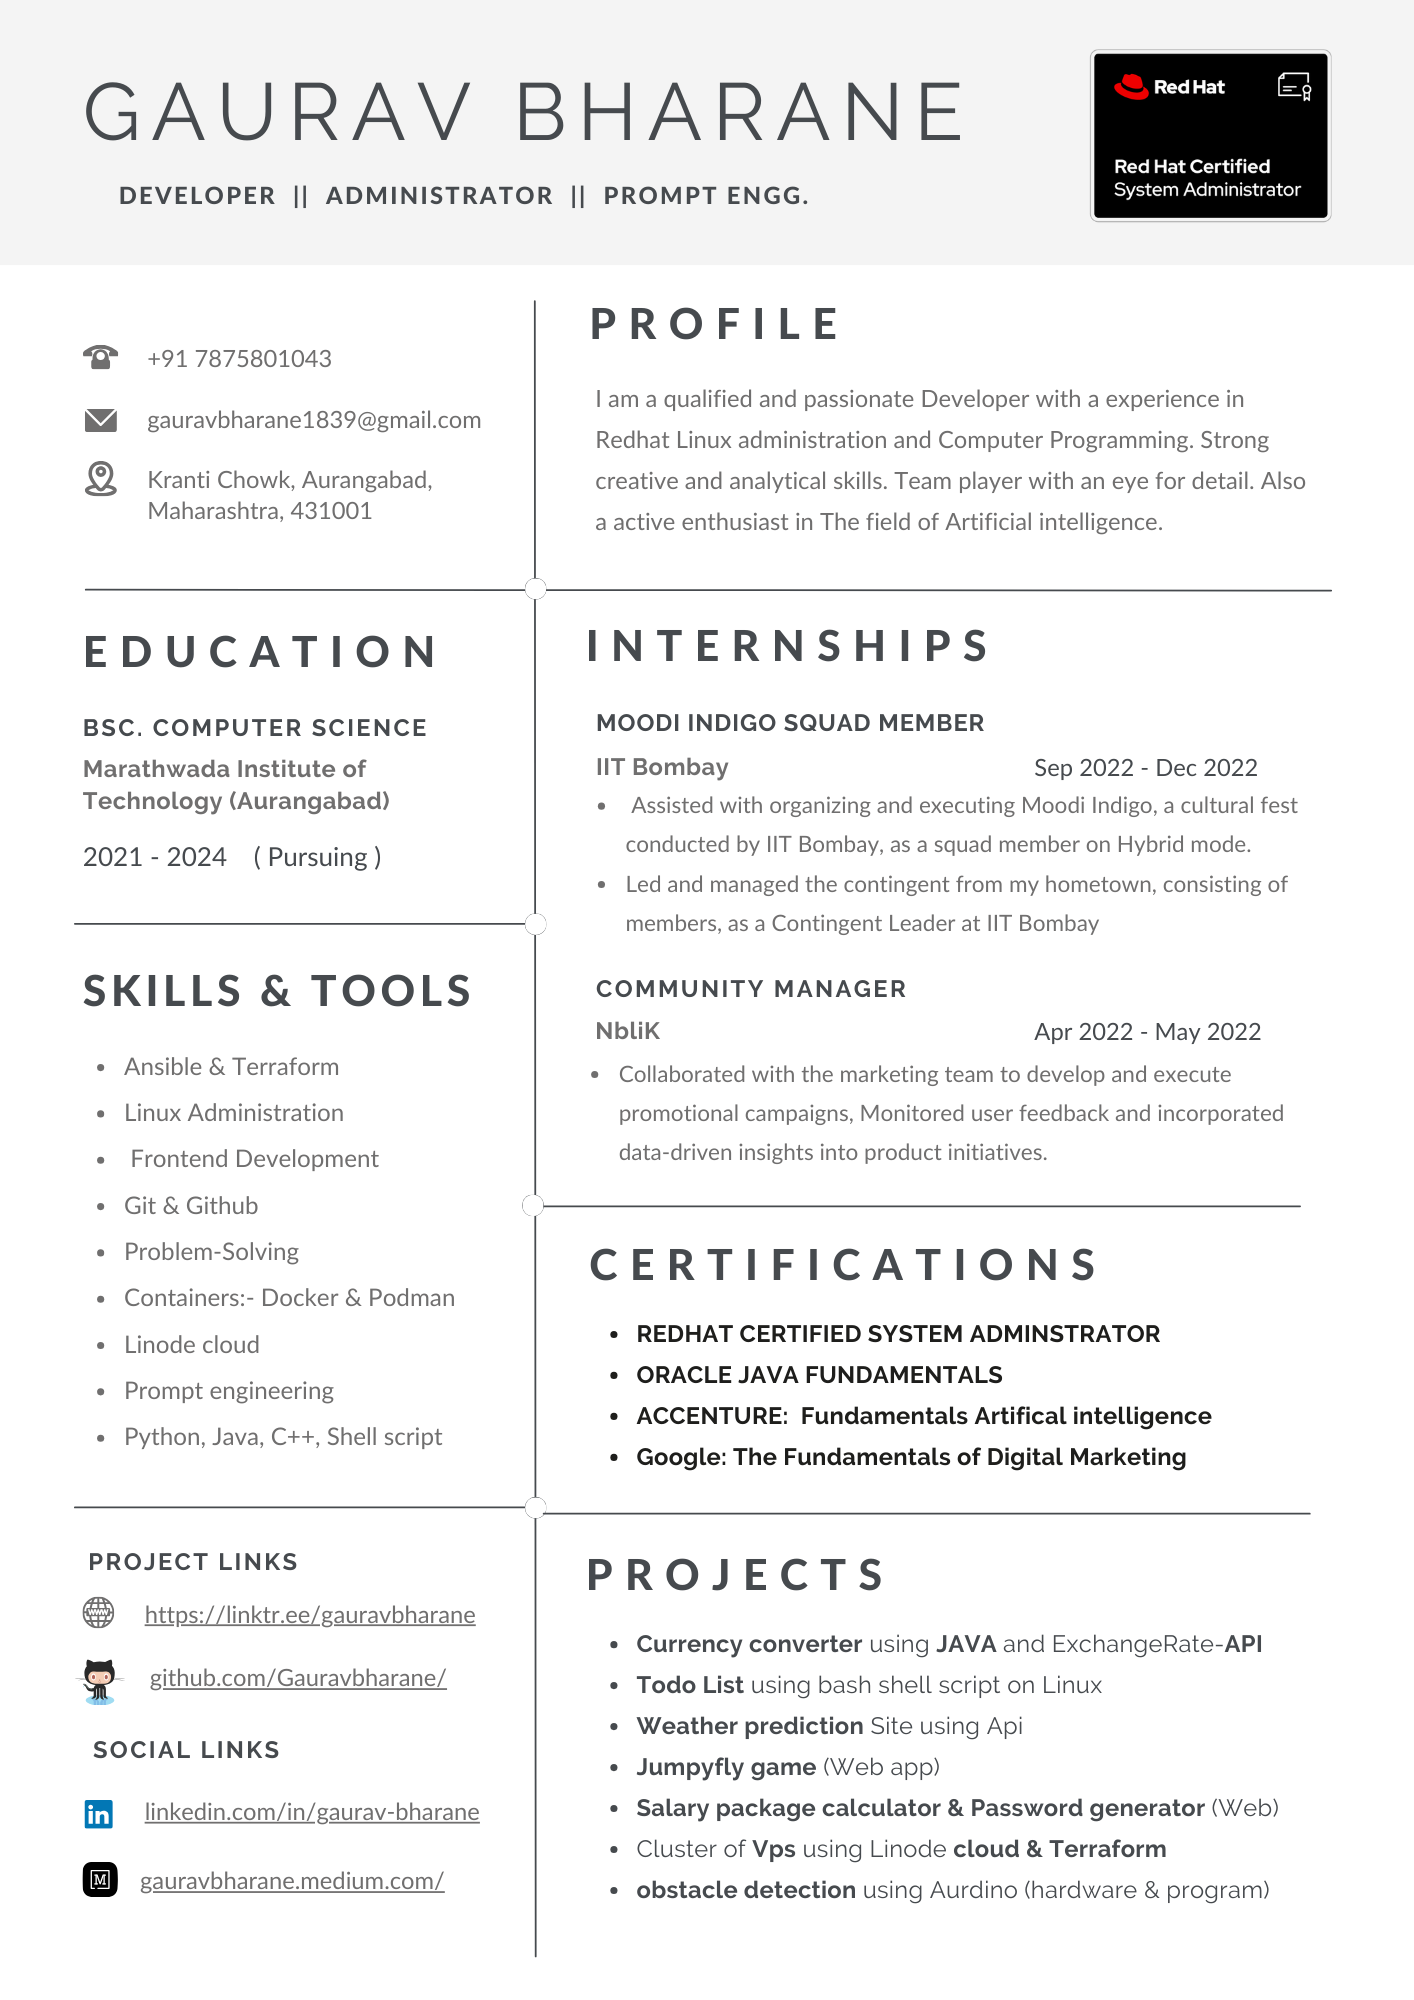 GAURAV BHARANE
DEVELOPER || ADMINISTRATOR || PROMPT ENGG.
Red Hat
Red Hat Certified
System Administrator
+91 7875801043
gauravbharane1839@gmail.com
Kranti Chowk, Aurangabad,
Maharashtra, 431001
PROFILE
I am a qualified and passionate Developer with a experience in
Redhat Linux administration and Computer Programming. Strong
creative and analytical skills. Team player with an eye for detail. Also
a active enthusiast in The field of Artificial intelligence.
EDUCATION
BSC. COMPUTER SCIENCE
Marathwada Institute of
Technology (Aurangabad)
2021 - 2024 ( Pursuing )
SKILLS & TOOLS
• Ansible & Terraform
• Linux Administration
• Frontend Development
• Git & Github
• Problem-Solving
• Containers:- Docker & Podman
• Linode cloud
• Prompt engineering
• Python, Java, C++, Shell script
PROJECT LINKS
https://linktr.ee/gauravbharane
github.com/Gauravbharane/
SOCIAL LINKS
linkedin.com/in/gaurav-bharane
gauravbharane.medium.com/
INTERNSHIPS
MOODI INDIGO SQUAD MEMBER
IIT Bombay Sep 2022 - Dec 2022
• Assisted with organizing and executing Moodi Indigo, a cultural fest
conducted by IIT Bombay, as a squad member on Hybrid mode.
• Led and managed the contingent from my hometown, consisting of
members, as a Contingent Leader at IIT Bombay
COMMUNITY MANAGER
NbliK Apr 2022 - May 2022
• Collaborated with the marketing team to develop and execute
promotional campaigns, Monitored user feedback and incorporated
data-driven insights into product initiatives.
CERTIFICATIONS
• REDHAT CERTIFIED SYSTEM ADMINSTRATOR
• ORACLE JAVA FUNDAMENTALS
• ACCENTURE: Fundamentals Artifical intelligence
• Google: The Fundamentals of Digital Marketing
PROJECTS
• Currency converter using JAVA and ExchangeRate-API
• Todo List using bash shell script on Linux
• Weather prediction Site using Api
• Jumpyfly game (Web app)
• Salary package calculator & Password generator (Web)
• Cluster of Vps using Linode cloud & Terraform
• obstacle detection using Aurdino (hardware & program)